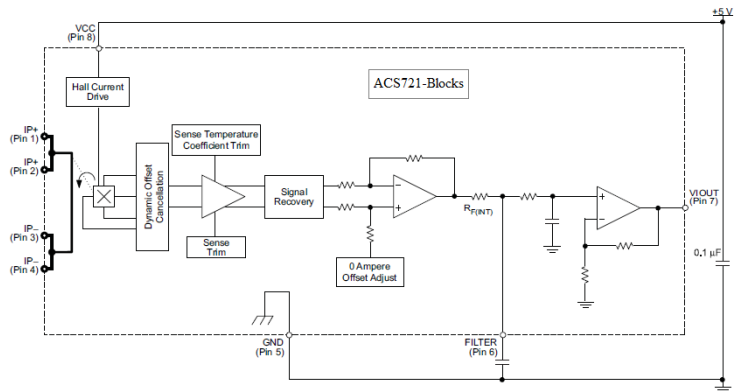 +5 V
VCC
(Pin 8)
ACS721-Blocks
Hall Current
Drive
IP+
(Pin 1)
IP+
(Pin 2)
IP−
(Pin 3)
IP−
(Pin 4)
Dynamic Offset
Cancellation
Sense Temperature
Coefficient Trim
Sense
Trim
Signal
Recovery
0 Ampere
Offset Adjust
−
+
RF(INT)
+
−
VIOUT
(Pin 7)
0.1 µF
GND
(Pin 5)
FILTER
(Pin 6)